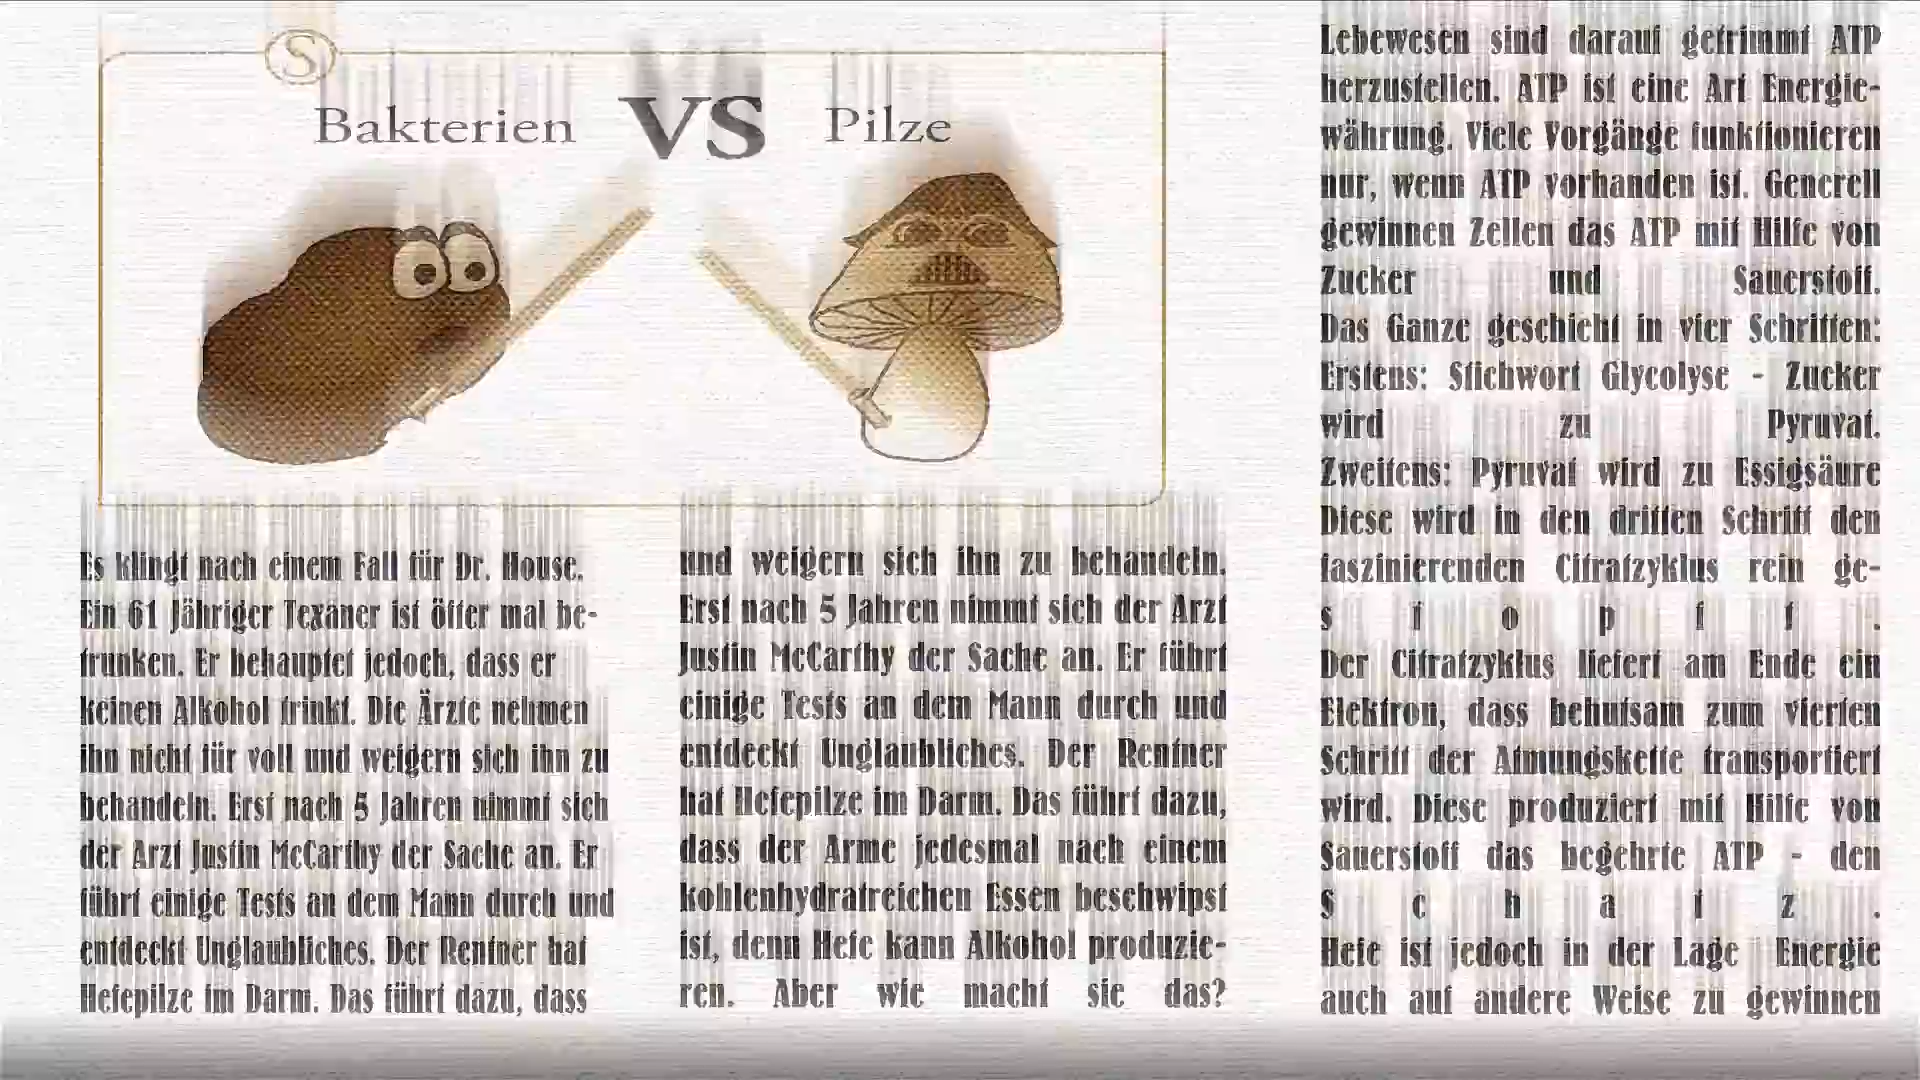 S
Bakterien VS Pilze
Es klingt nach einem Fall für Dr. House.
Ein 61 Jähriger Texaner ist öfter mal be-
trunken. Er behauptet jedoch, dass er
keinen Alkohol trinkt. Die Ärzte nehmen
ihn nicht für voll und weigern sich ihn zu
behandeln. Erst nach 5 Jahren nimmt sich
der Arzt Justin McCarthy der Sache an. Er
führt einige Tests an dem Mann durch und
entdeckt Unglaubliches. Der Rentner hat
Hefepilze im Darm. Das führt dazu, dass
und weigern sich ihn zu behandeln.
Erst nach 5 Jahren nimmt sich der Arzt
Justin McCarthy der Sache an. Er führt
einige Tests an dem Mann durch und
entdeckt Unglaubliches. Der Rentner
hat Hefepilze im Darm. Das führt dazu,
dass der Arme jedesmal nach einem
kohlenhydratreichen Essen beschwipst
ist, denn Hefe kann Alkohol produzie-
ren. Aber wie macht sie das?
Lebewesen sind darauf getrimmt ATP
herzustellen. ATP ist eine Art Energie-
währung. Viele Vorgänge funktionieren
nur, wenn ATP vorhanden ist. Generell
gewinnen Zellen das ATP mit Hilfe von
Zucker und Sauerstoff.
Das Ganze geschieht in vier Schritten:
Erstens: Stichwort Glycolyse - Zucker
wird zu Pyruvat.
Zweitens: Pyruvat wird zu Essigsäure
Diese wird in den dritten Schritt den
faszinierenden Citratzyklus rein ge-
s t o p f t .
Der Citratzyklus liefert am Ende ein
Elektron, dass behutsam zum vierten
Schritt der Atmungskette transportiert
wird. Diese produziert mit Hilfe von
Sauerstoff das begehrte ATP - den
S c h a t z .
Hefe ist jedoch in der Lage Energie
auch auf andere Weise zu gewinnen